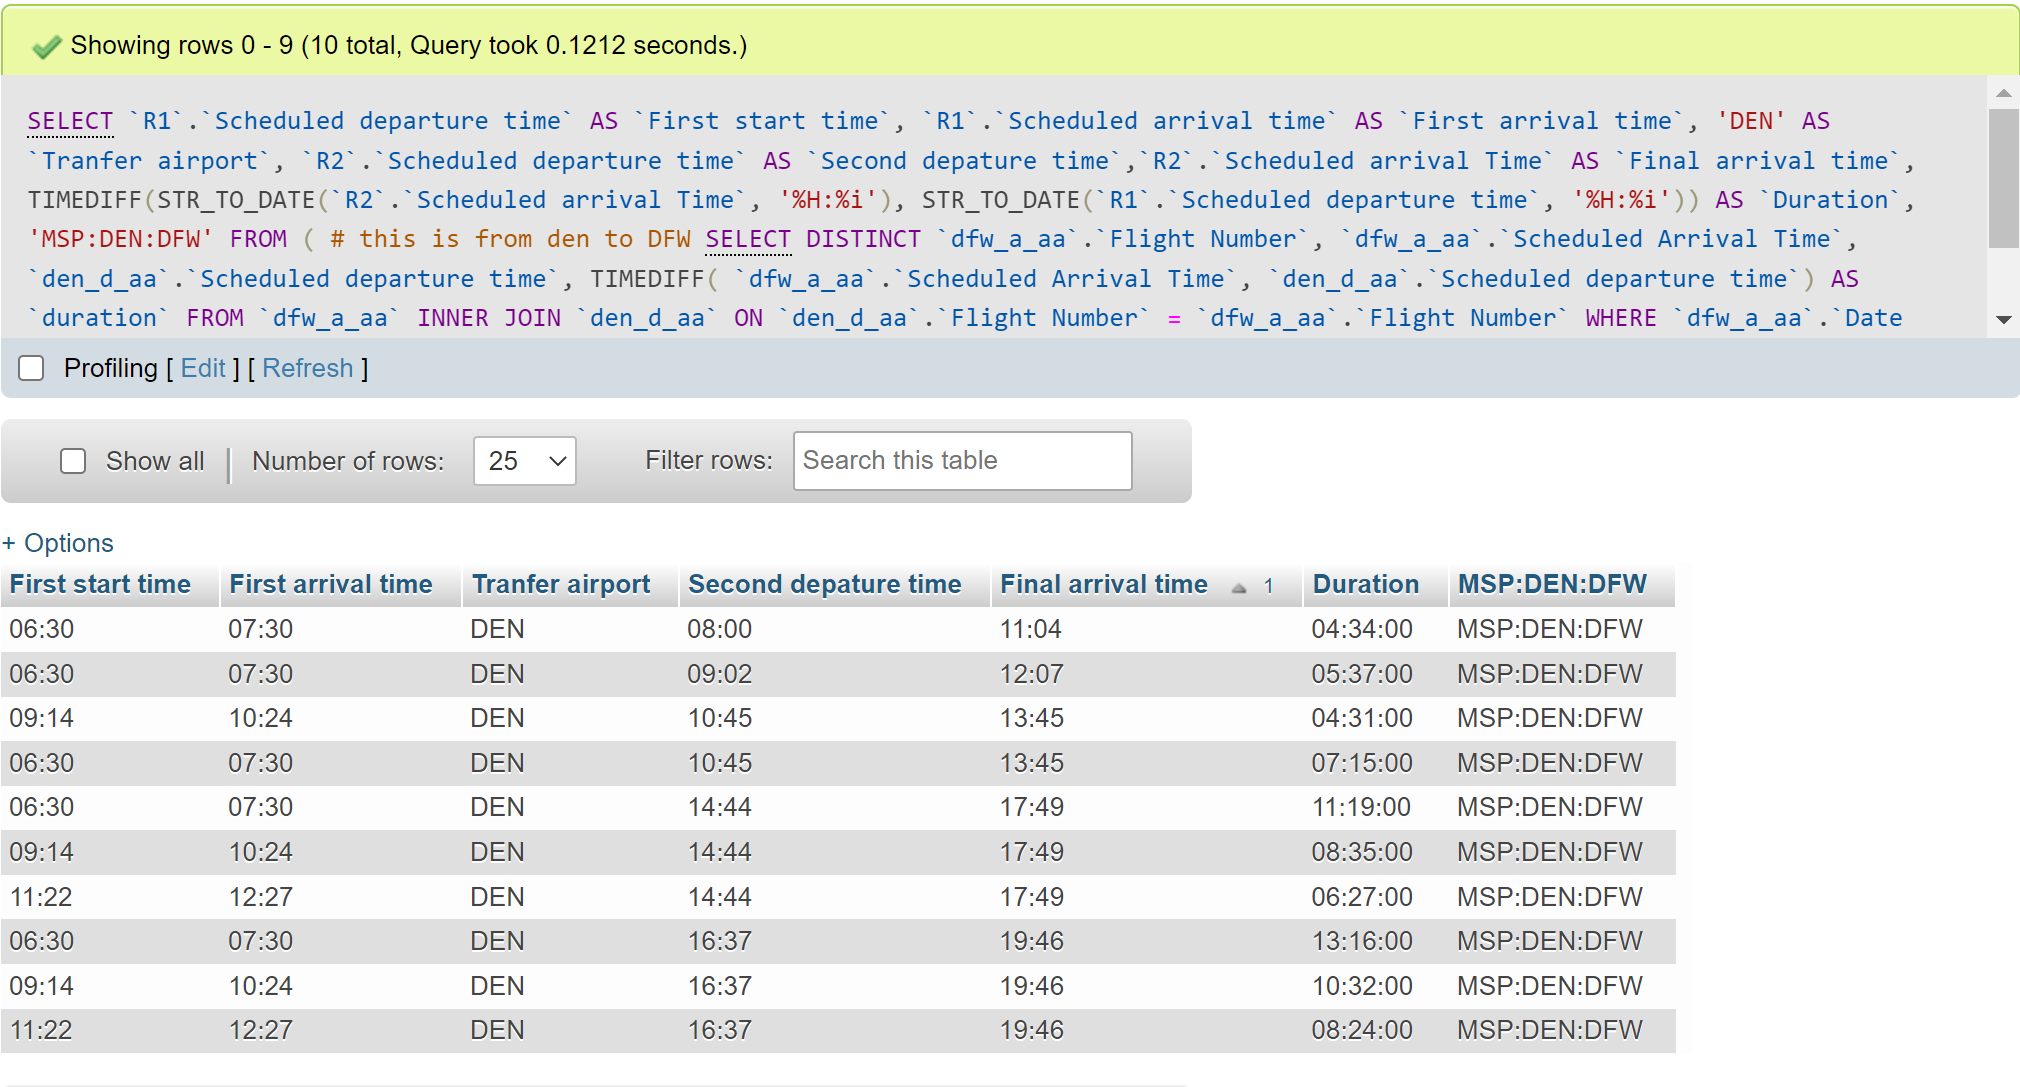 Showing rows 0 - 9 (10 total, Query took 0.1212 seconds.)
SELECT `R1`.`Scheduled departure time` AS `First start time`, `R1`.`Scheduled arrival time` AS `First arrival time`, 'DEN' AS
`Tranfer airport`, `R2`.`Scheduled departure time` AS `Second depature time`,`R2`.`Scheduled arrival Time` AS `Final arrival time`,
TIMEDIFF(STR_TO_DATE(`R2`.`Scheduled arrival Time`, '%H:%i'), STR_TO_DATE(`R1`.`Scheduled departure time`, '%H:%i')) AS `Duration`,
'MSP:DEN:DFW' FROM ( # this is from den to DFW SELECT DISTINCT `dfw_a_aa`.`Flight Number`, `dfw_a_aa`.`Scheduled Arrival Time`,
`den_d_aa`.`Scheduled departure time`, TIMEDIFF( `dfw_a_aa`.`Scheduled Arrival Time`, `den_d_aa`.`Scheduled departure time`) AS
`duration` FROM `dfw_a_aa` INNER JOIN `den_d_aa` ON `den_d_aa`.`Flight Number` = `dfw_a_aa`.`Flight Number` WHERE `dfw_a_aa`.`Date
Profiling [ Edit ] [ Refresh ]
Show all | Number of rows: 25 Filter rows: Search this table
+ Options
First start time First arrival time Tranfer airport Second depature time Final arrival time 1 Duration MSP:DEN:DFW
06:30 07:30 DEN 08:00 11:04 04:34:00 MSP:DEN:DFW
06:30 07:30 DEN 09:02 12:07 05:37:00 MSP:DEN:DFW
09:14 10:24 DEN 10:45 13:45 04:31:00 MSP:DEN:DFW
06:30 07:30 DEN 10:45 13:45 07:15:00 MSP:DEN:DFW
06:30 07:30 DEN 14:44 17:49 11:19:00 MSP:DEN:DFW
09:14 10:24 DEN 14:44 17:49 08:35:00 MSP:DEN:DFW
11:22 12:27 DEN 14:44 17:49 06:27:00 MSP:DEN:DFW
06:30 07:30 DEN 16:37 19:46 13:16:00 MSP:DEN:DFW
09:14 10:24 DEN 16:37 19:46 10:32:00 MSP:DEN:DFW
11:22 12:27 DEN 16:37 19:46 08:24:00 MSP:DEN:DFW